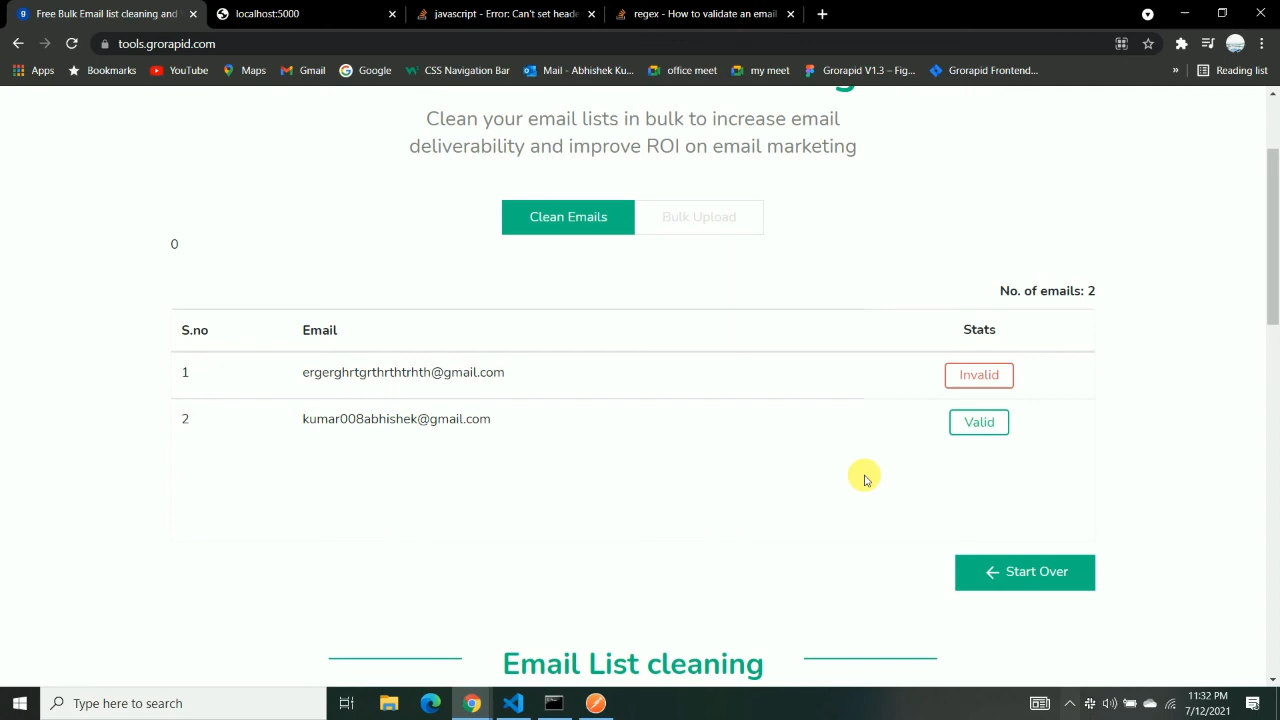 Free Bulk Email list cleaning and
localhost:5000
javascript - Error: Can't set heade
regex - How to validate an email
tools.grorapid.com
Apps
Bookmarks
YouTube
Maps
Gmail
Google
CSS Navigation Bar
Mail - Abhishek Ku...
office meet
my meet
Grorapid V1.3 – Fig...
Grorapid Frontend...
»
Reading list
Clean your email lists in bulk to increase email
deliverability and improve ROI on email marketing
Clean Emails
Bulk Upload
0
No. of emails: 2
S.no Email Stats
1 ergerghrtgrthrthtrhth@gmail.com Invalid
2 kumar008abhishek@gmail.com Valid
Start Over
Email List cleaning
Type here to search
11:32 PM
7/12/2021